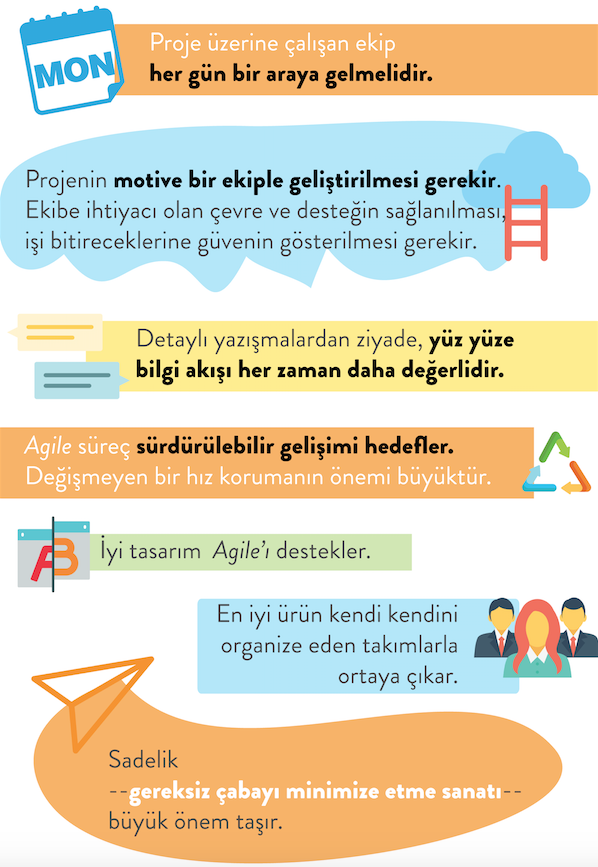 MON
Proje üzerine çalışan ekip
her gün bir araya gelmelidir.
Projenin motive bir ekiple geliştirilmesi gerekir.
Ekibe ihtiyacı olan çevre ve desteğin sağlanılması,
işi bitireceklerine güvenin gösterilmesi gerekir.
Detaylı yazışmalardan ziyade, yüz yüze
bilgi akışı her zaman daha değerlidir.
Agile süreç sürdürülebilir gelişimi hedefler.
Değişmeyen bir hız korumanın önemi büyüktür.
AB
İyi tasarım Agile’ı destekler.
En iyi ürün kendi kendini
organize eden takımlarla
ortaya çıkar.
Sadelik
--gereksiz çabayı minimize etme sanatı--
büyük önem taşır.